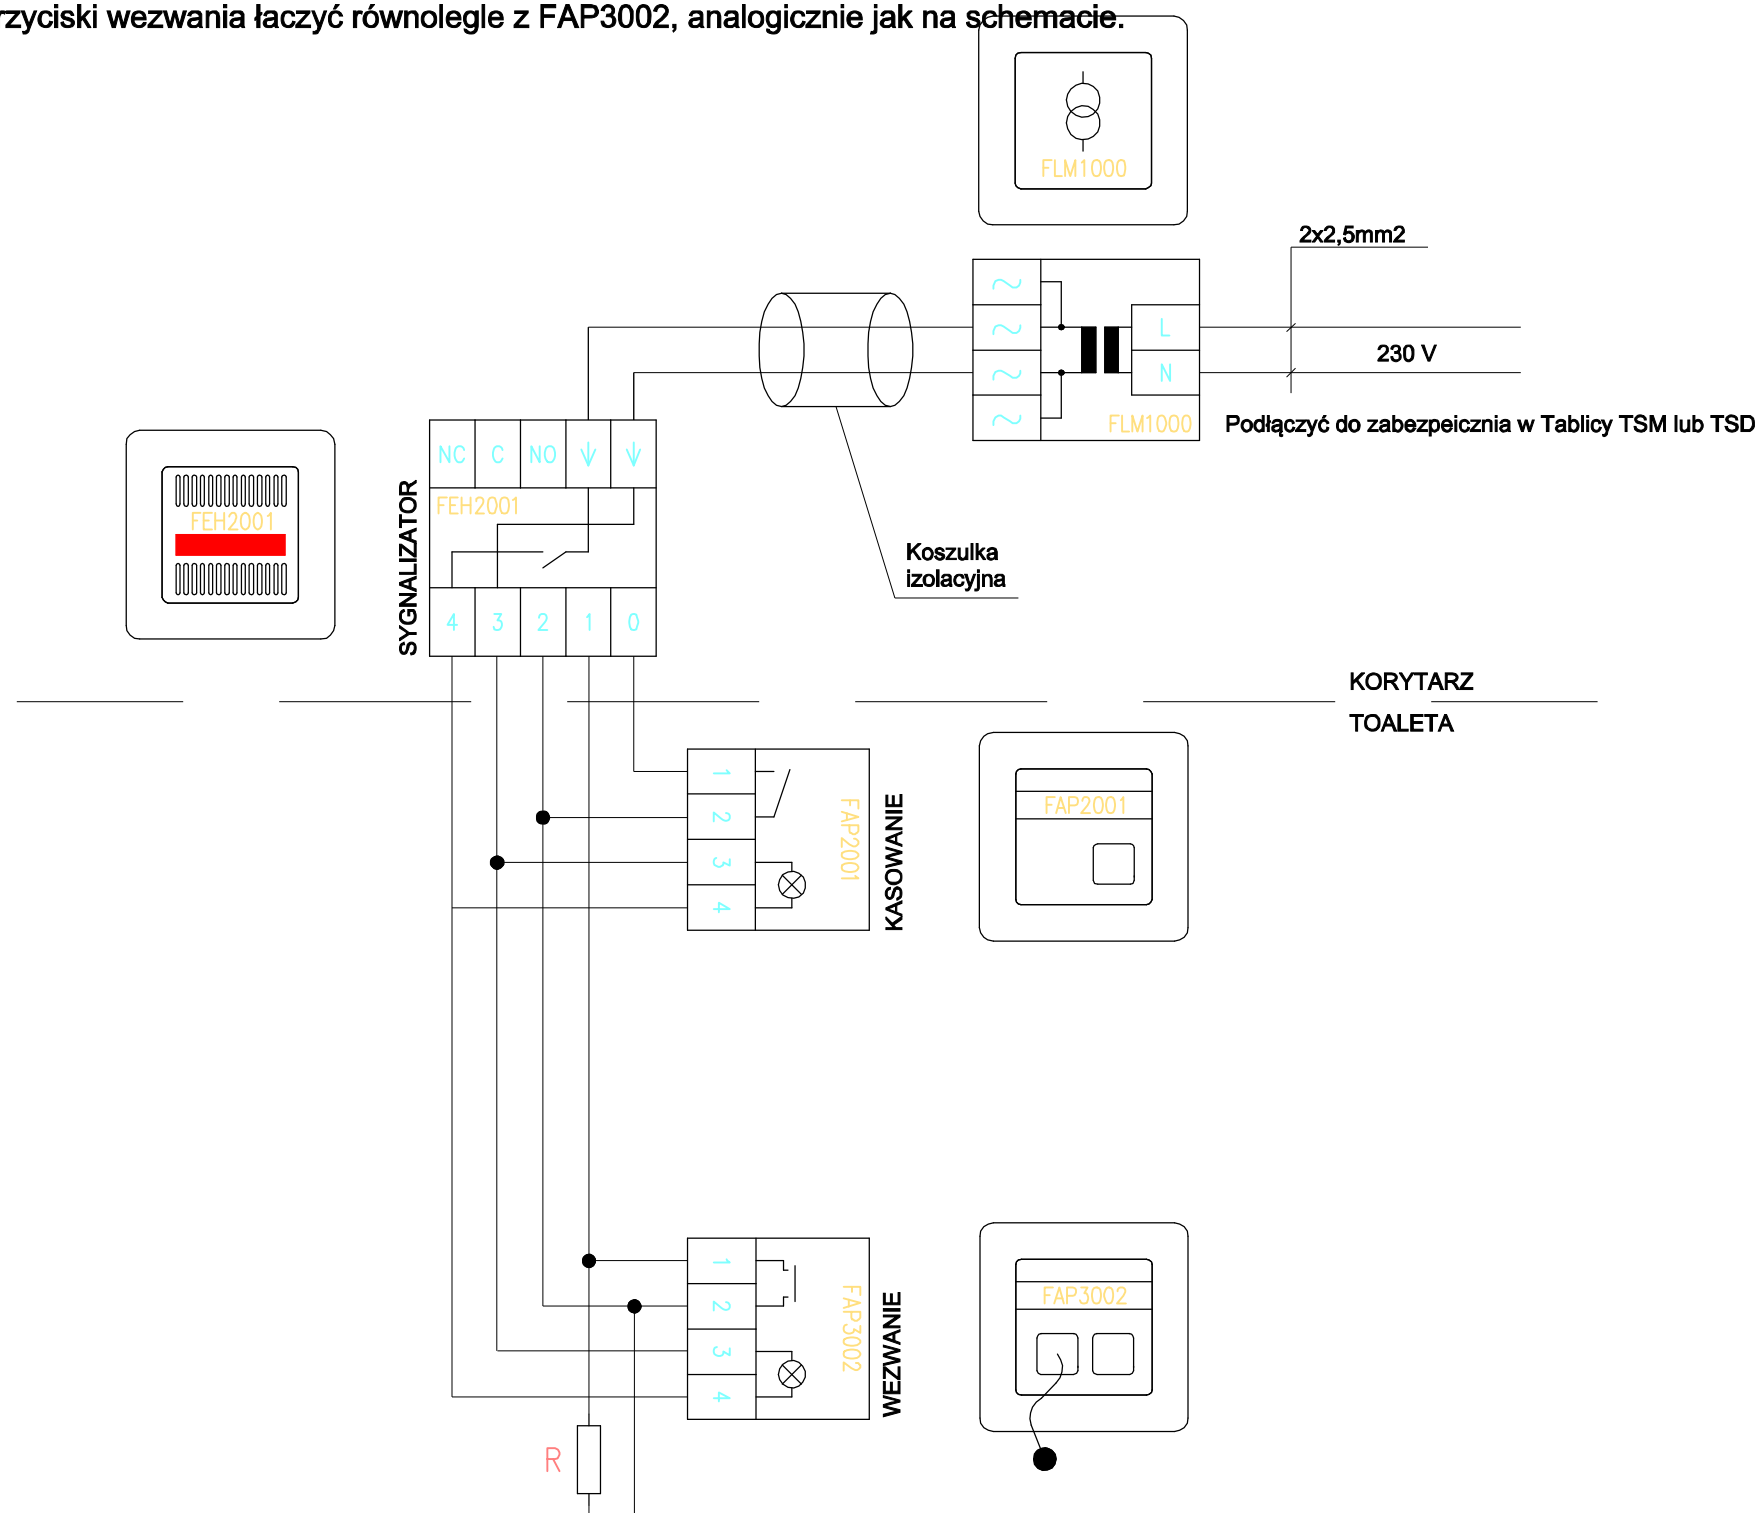 rzyciski wezwania łaczyć równolegle z FAP3002, analogicznie jak na schemacie.
FLM1000
2x2,5mm2
L
230 V
N
FLM1000
Podłączyć do zabezpeicznia w Tablicy TSM lub TSD
NC C NO
FEH2001
FEH2001
SYGNALIZATOR
Koszulka
izolacyjna
4 3 2 1 0
KORYTARZ
TOALETA
1
2
3
4
FAP2001
KASOWANIE
FAP2001
1
2
3
4
FAP3002
WEZWANIE
FAP3002
R